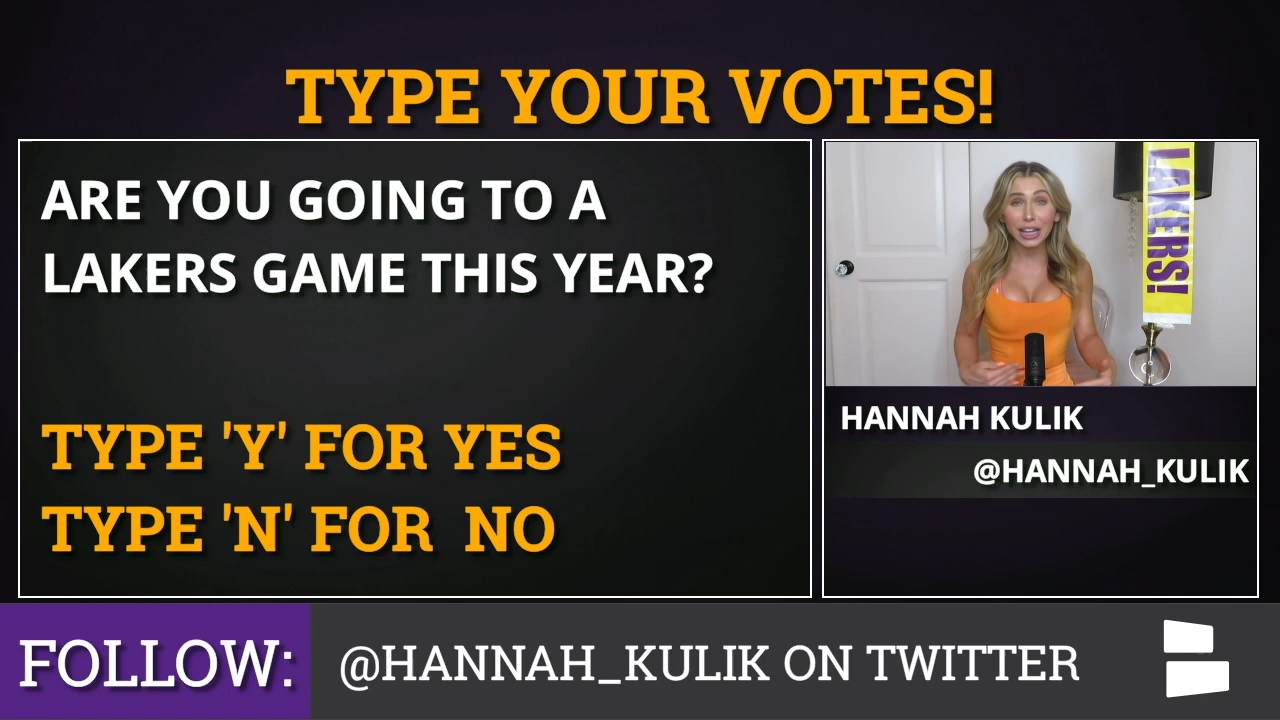 TYPE YOUR VOTES!
ARE YOU GOING TO A
LAKERS GAME THIS YEAR?
TYPE 'Y' FOR YES
TYPE 'N' FOR NO
LAKERS!
HANNAH KULIK
@HANNAH_KULIK
FOLLOW: @HANNAH_KULIK ON TWITTER